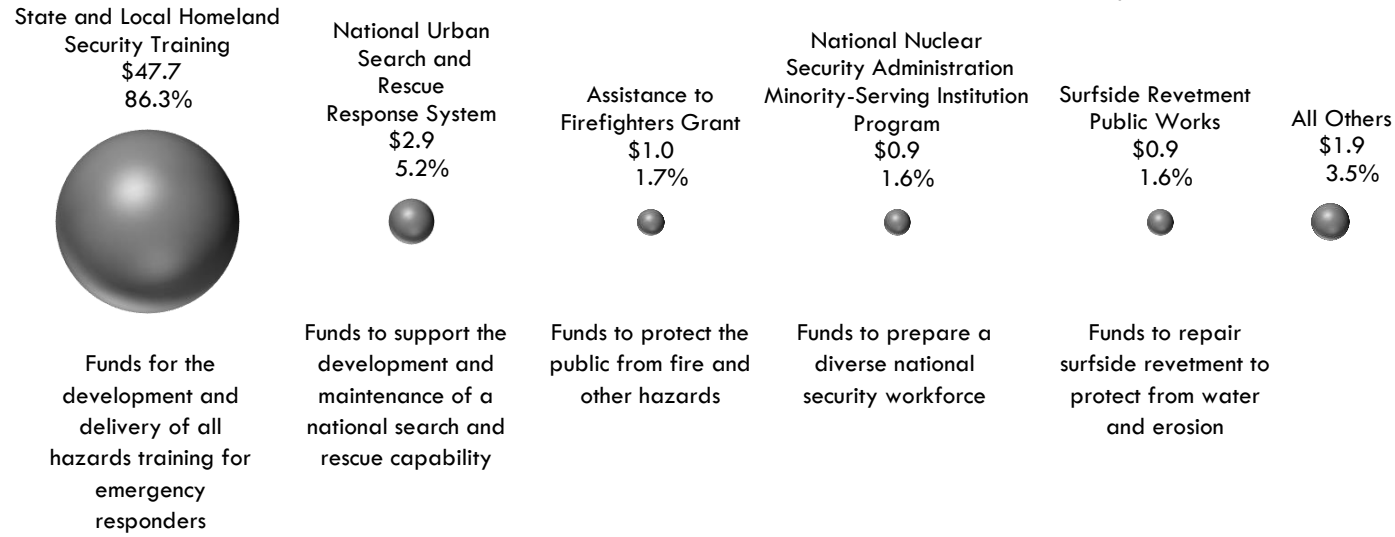 State and Local Homeland
Security Training
$47.7
86.3%
National Urban
Search and
Rescue
Response System
$2.9
5.2%
Assistance to
Firefighters Grant
$1.0
1.7%
National Nuclear
Security Administration
Minority-Serving Institution
Program
$0.9
1.6%
Surfside Revetment
Public Works
$0.9
1.6%
All Others
$1.9
3.5%
Funds for the
development and
delivery of all
hazards training for
emergency
responders
Funds to support the
development and
maintenance of a
national search and
rescue capability
Funds to protect the
public from fire and
other hazards
Funds to prepare a
diverse national
security workforce
Funds to repair
surfside revetment to
protect from water
and erosion